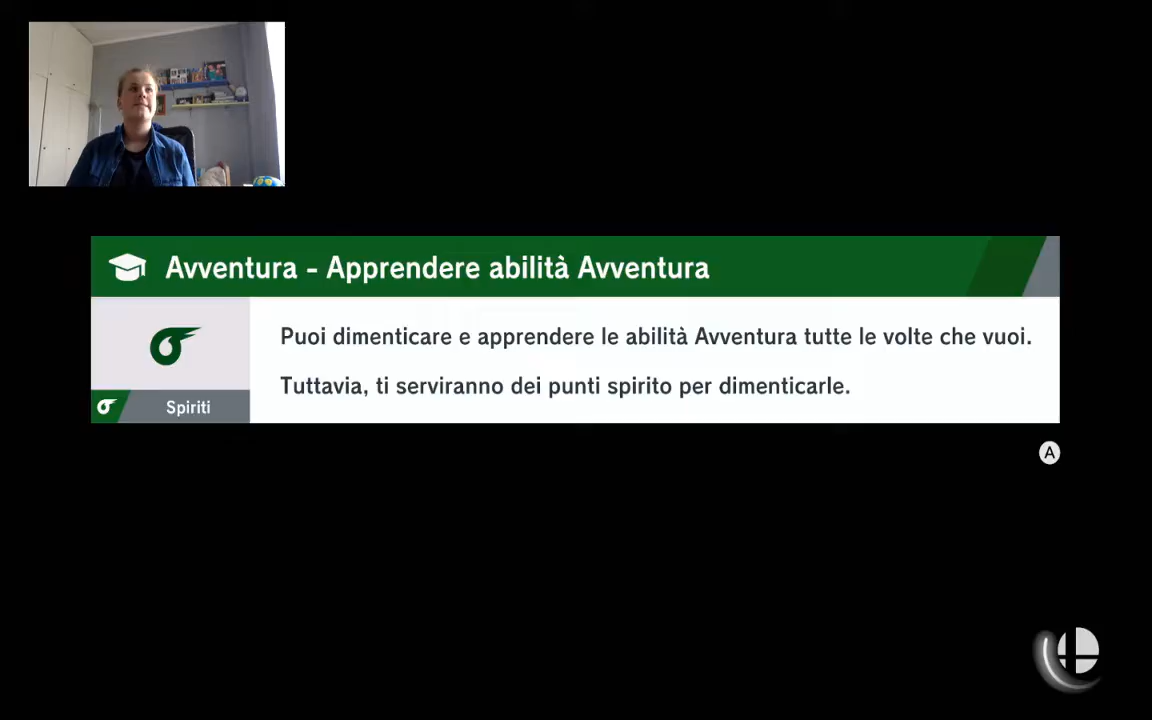 Avventura - Apprendere abilità Avventura
Puoi dimenticare e apprendere le abilità Avventura tutte le volte che vuoi.
Tuttavia, ti serviranno dei punti spirito per dimenticarle.
Spiriti
A